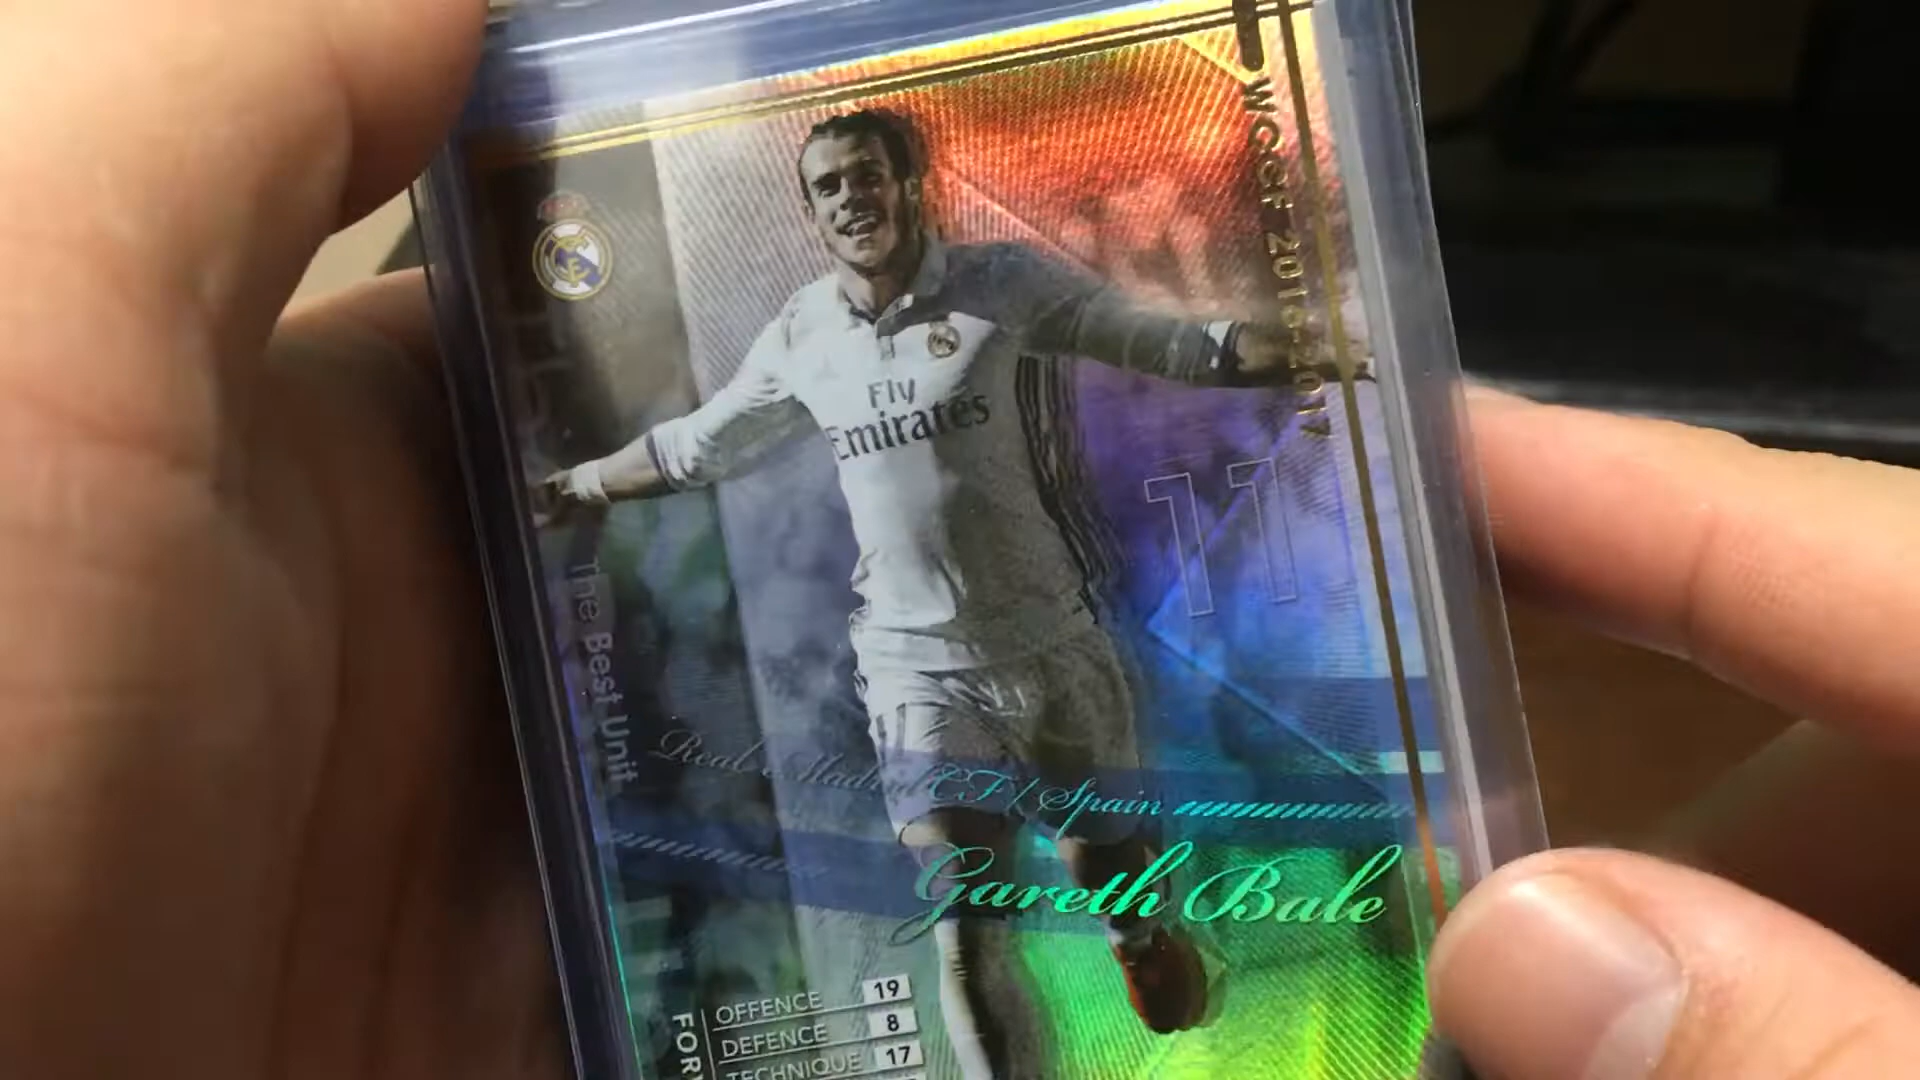 WCCF 2016-2017
Fly
Emirates
11
The Best Unit
Real Madrid CF / Spain
Gareth Bale
OFFENCE 19
DEFENCE 8
TECHNIQUE 17